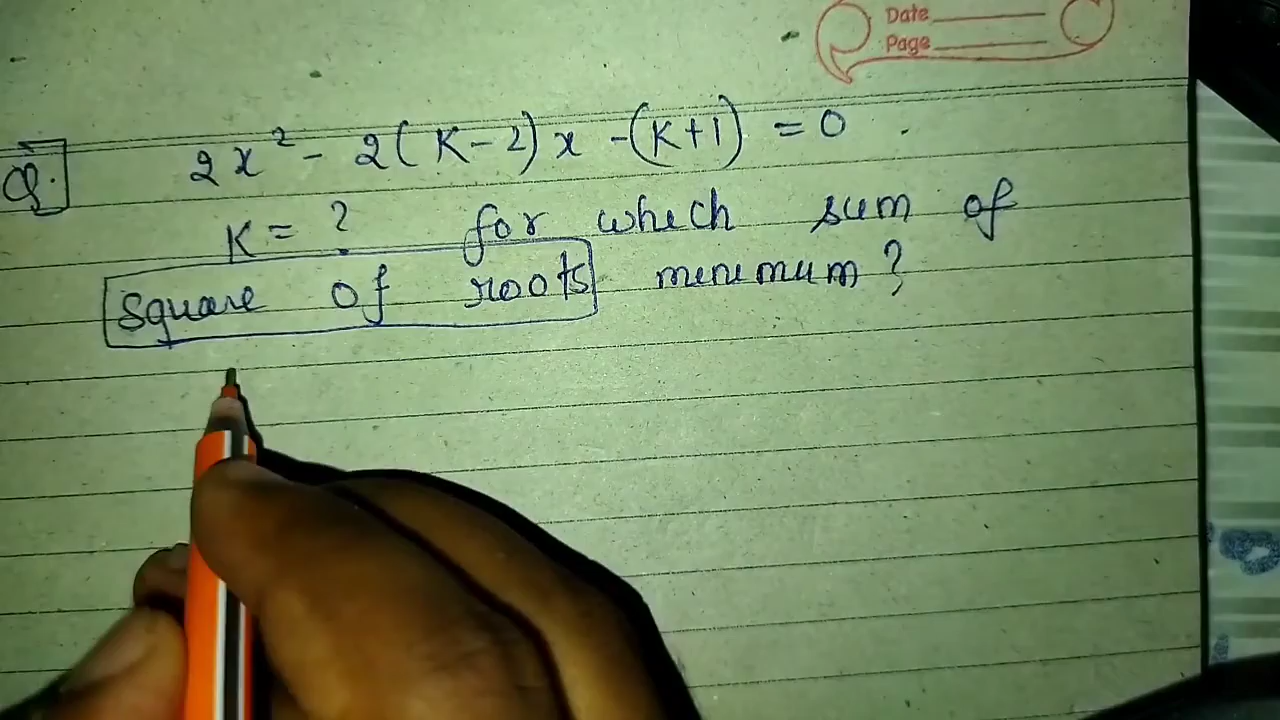 Date
Page
Q. 2x² - 2(K-2)x -(K+1) = 0
K = ? for which sum of
square of roots minimum?